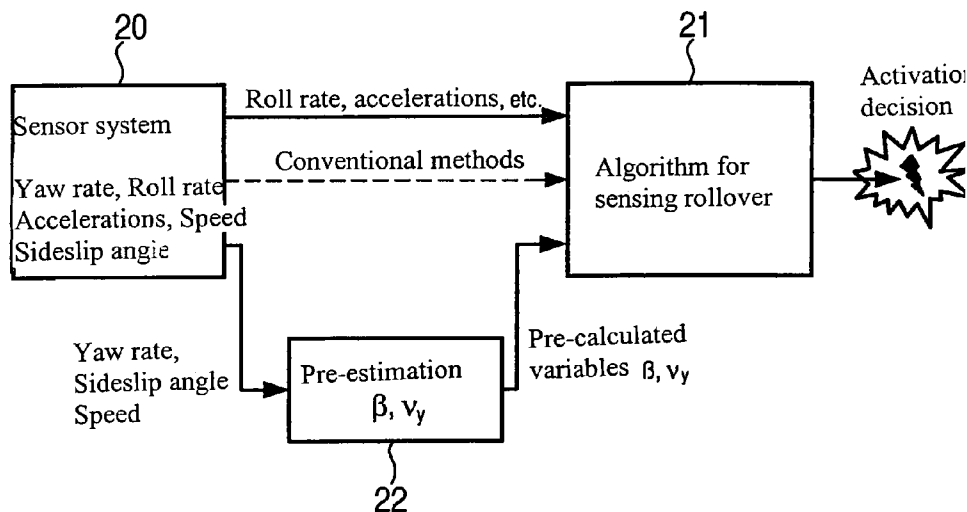 20
21
Sensor system
Yaw rate, Roll rate
Accelerations, Speed
Sideslip angle
Roll rate, accelerations, etc.
Conventional methods
Algorithm for
sensing rollover
Activation
decision
Yaw rate,
Sideslip angle
Speed
Pre-estimation
β, νy
Pre-calculated
variables β, νy
22